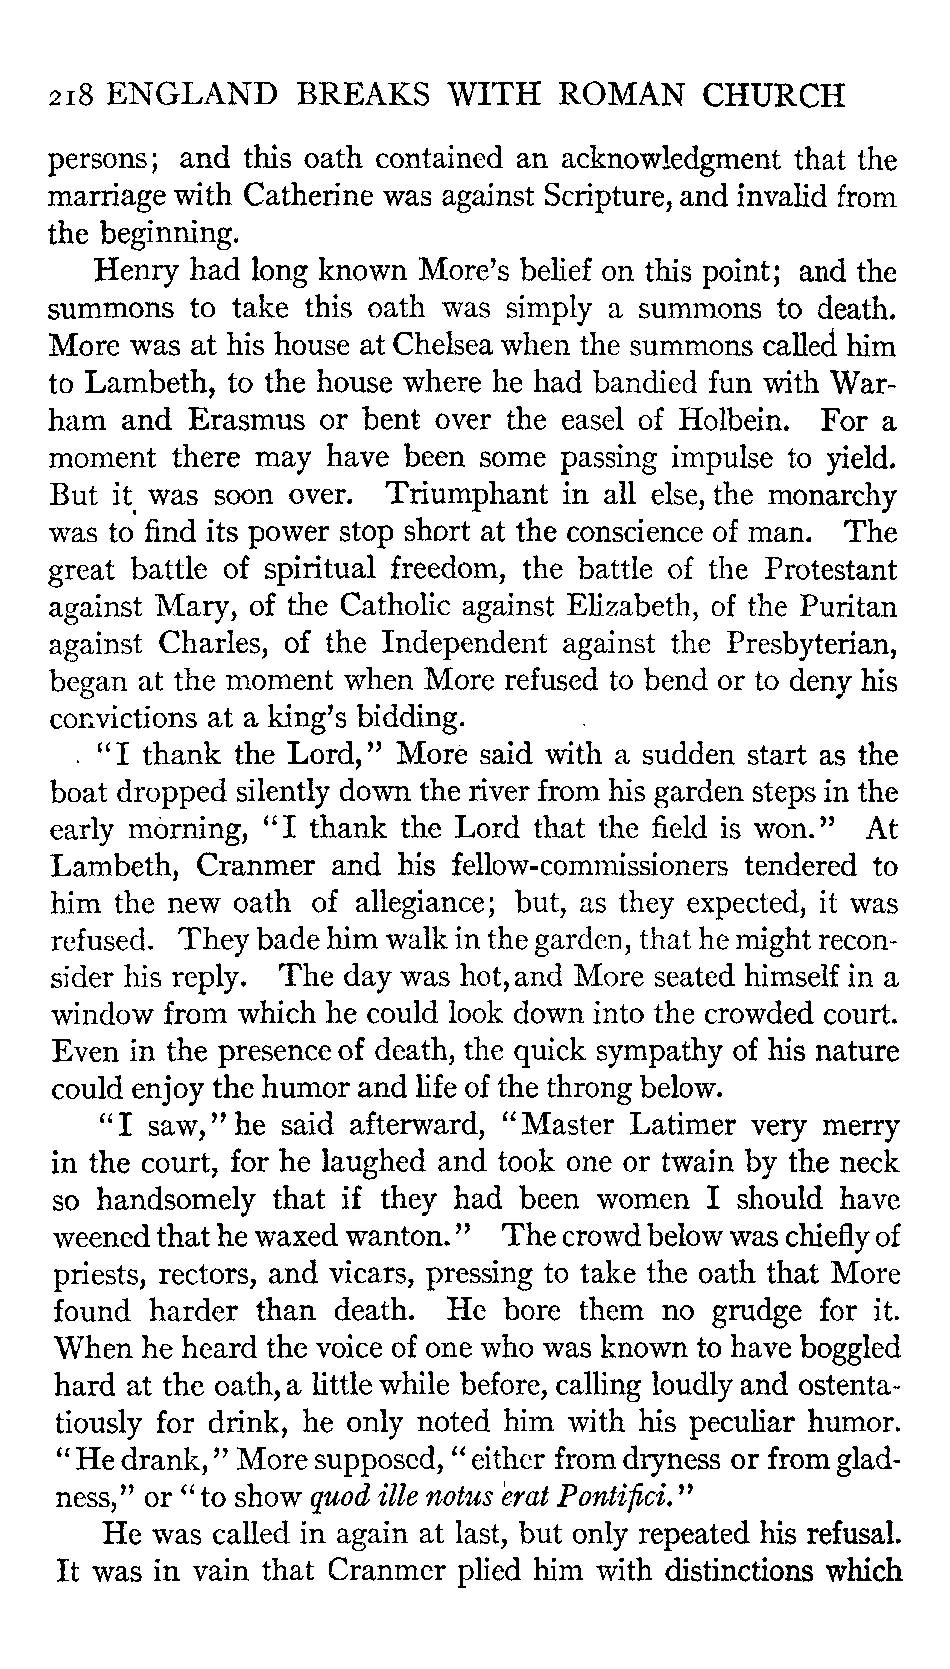 218 ENGLAND BREAKS WITH ROMAN CHURCH
persons; and this oath contained an acknowledgment that the
marriage with Catherine was against Scripture, and invalid from
the beginning.
Henry had long known More's belief on this point; and the
summons to take this oath was simply a summons to death.
More was at his house at Chelsea when the summons called him
to Lambeth, to the house where he had bandied fun with War-
ham and Erasmus or bent over the easel of Holbein. For a
moment there may have been some passing impulse to yield.
But it was soon over. Triumphant in all else, the monarchy
was to find its power stop short at the conscience of man. The
great battle of spiritual freedom, the battle of the Protestant
against Mary, of the Catholic against Elizabeth, of the Puritan
against Charles, of the Independent against the Presbyterian,
began at the moment when More refused to bend or to deny his
convictions at a king's bidding.
"I thank the Lord," More said with a sudden start as the
boat dropped silently down the river from his garden steps in the
early morning, "I thank the Lord that the field is won." At
Lambeth, Cranmer and his fellow-commissioners tendered to
him the new oath of allegiance; but, as they expected, it was
refused. They bade him walk in the garden, that he might recon-
sider his reply. The day was hot, and More seated himself in a
window from which he could look down into the crowded court.
Even in the presence of death, the quick sympathy of his nature
could enjoy the humor and life of the throng below.
"I saw," he said afterward, "Master Latimer very merry
in the court, for he laughed and took one or twain by the neck
so handsomely that if they had been women I should have
weened that he waxed wanton." The crowd below was chiefly of
priests, rectors, and vicars, pressing to take the oath that More
found harder than death. He bore them no grudge for it.
When he heard the voice of one who was known to have boggled
hard at the oath, a little while before, calling loudly and ostenta-
tiously for drink, he only noted him with his peculiar humor.
"He drank," More supposed, "either from dryness or from glad-
ness," or "to show quod ille notus erat Pontifici."
He was called in again at last, but only repeated his refusal.
It was in vain that Cranmer plied him with distinctions which